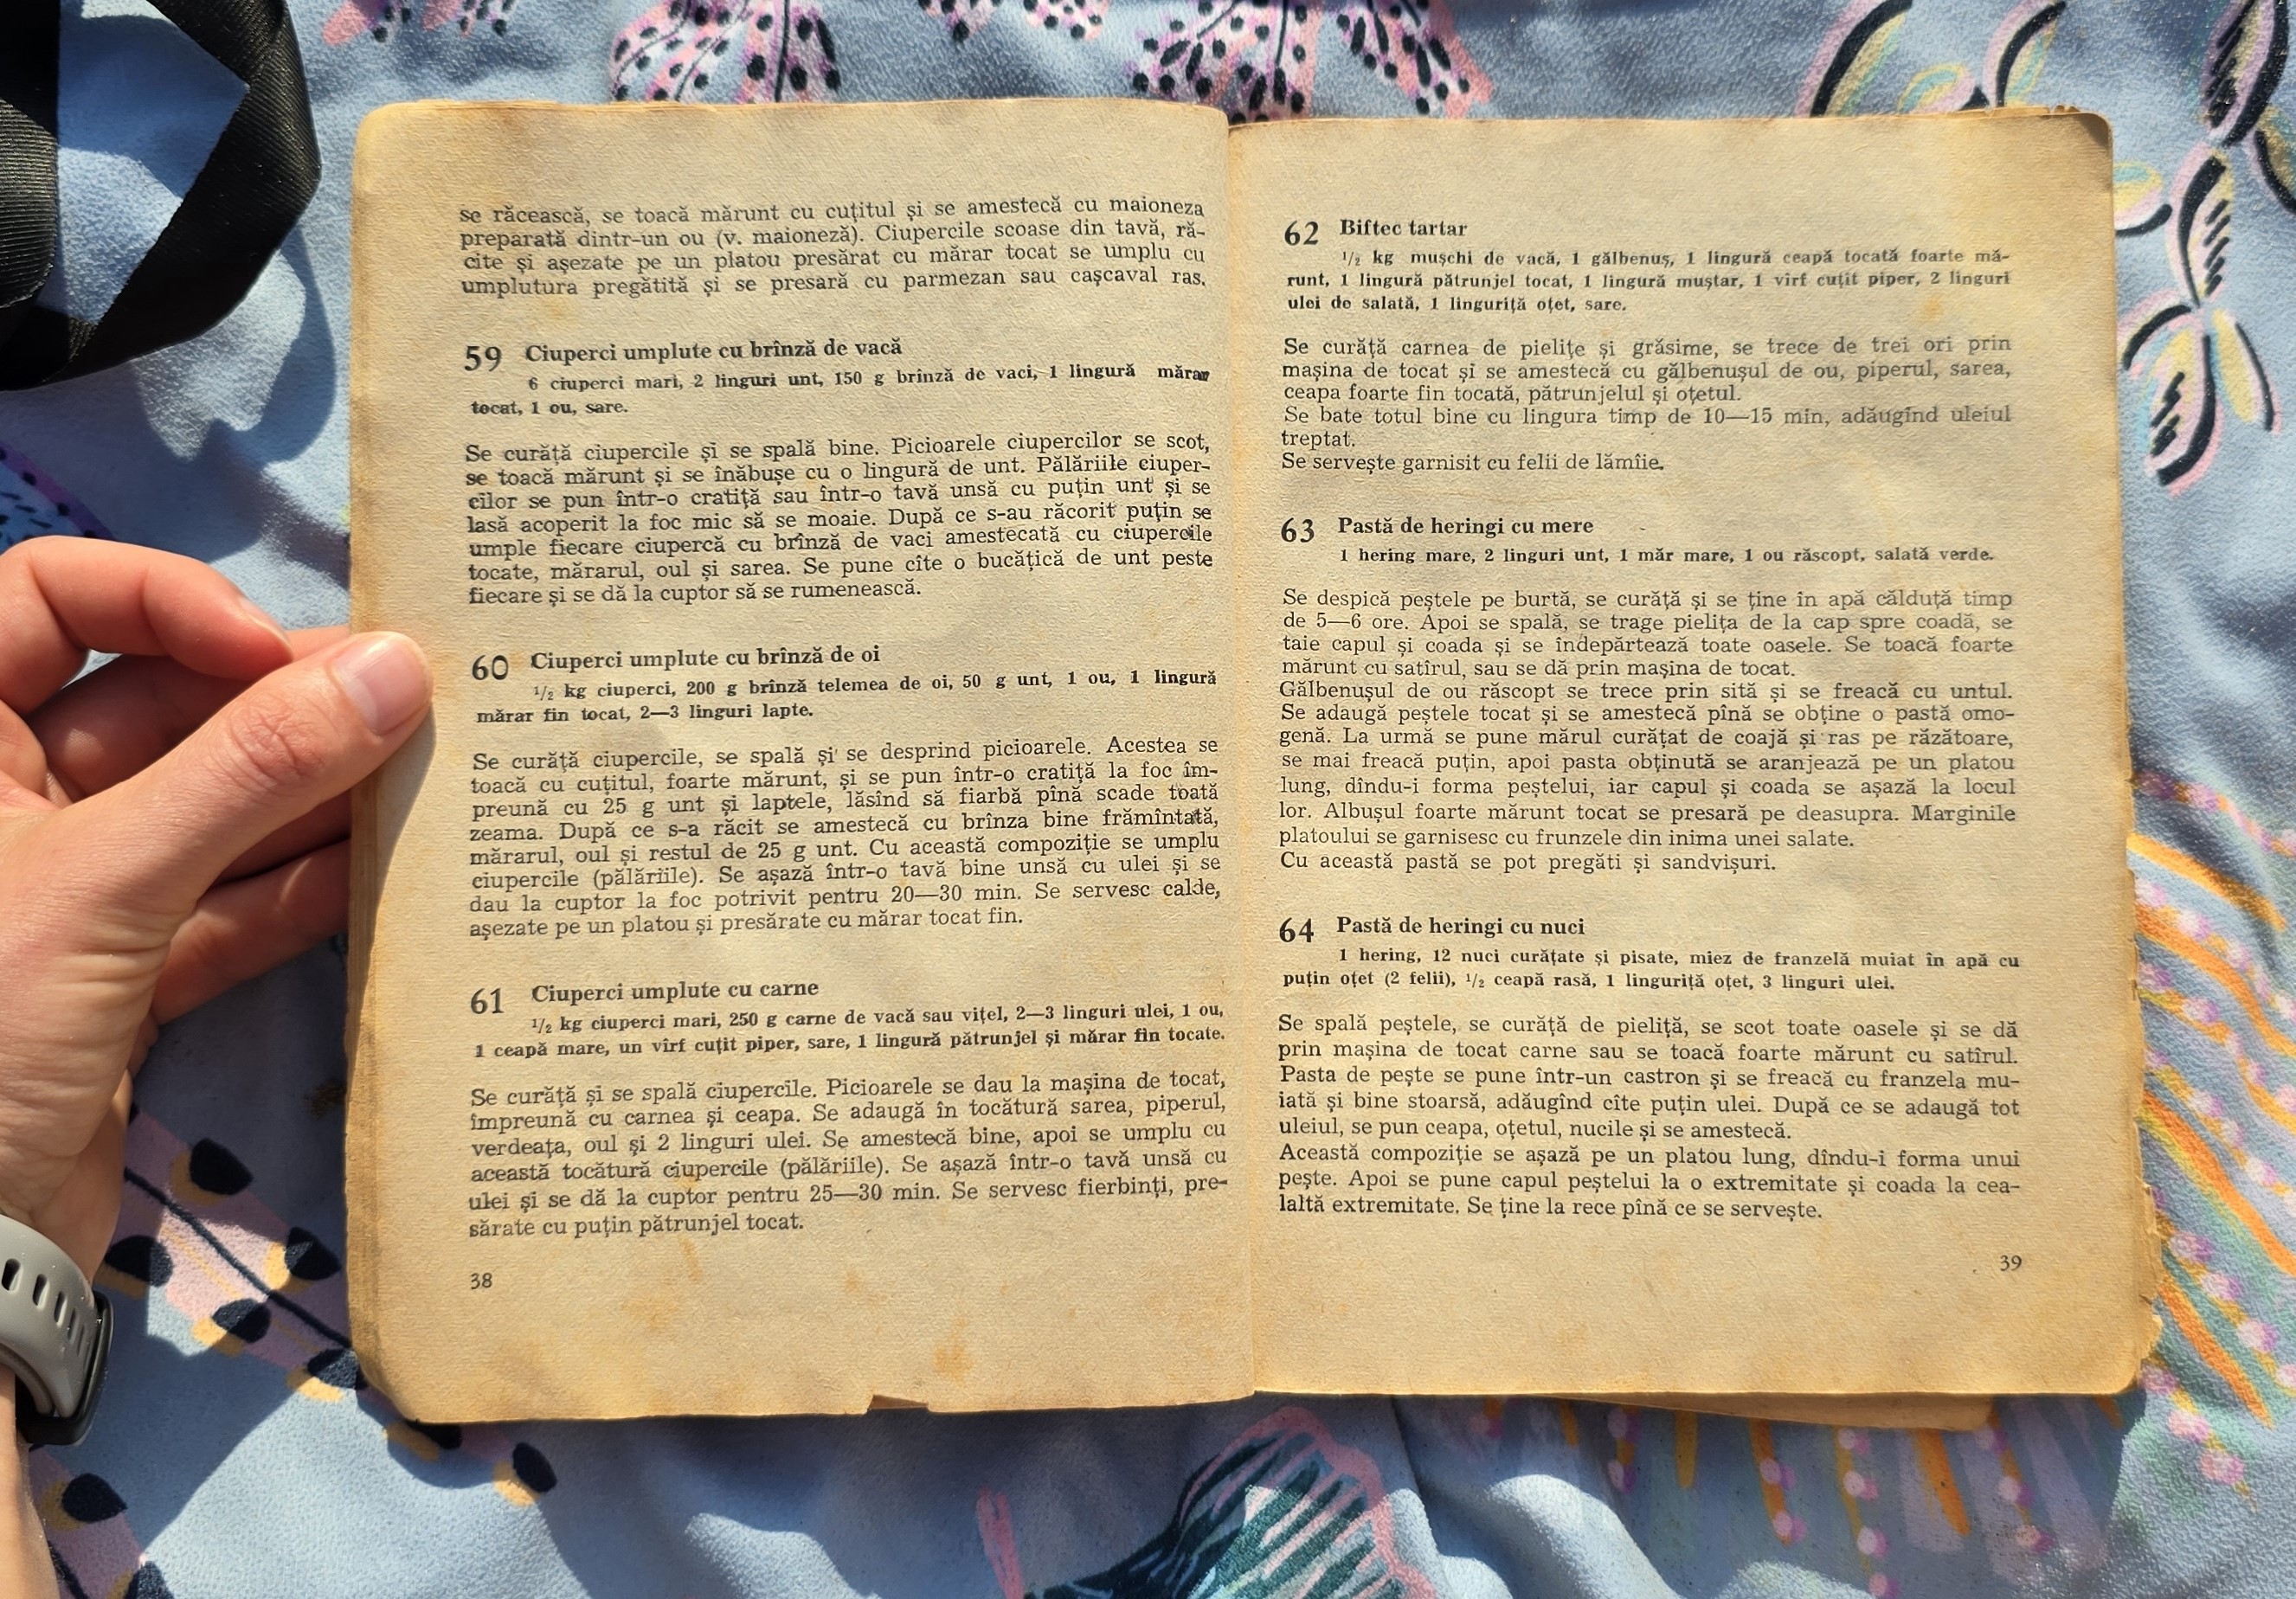 se răcească, se toacă mărunt cu cuțitul și se amestecă cu maioneza
preparată dintr-un ou (v. maioneză). Ciupercile scoase din tavă, ră-
cite și așezate pe un platou presărat cu mărar tocat se umplu cu
umplutura pregătită și se presară cu parmezan sau cașcaval ras.
59 Ciuperci umplute cu brînză de vacă
6 ciuperci mari, 2 linguri unt, 150 g brînză de vaci, 1 lingură mărar
tocat, 1 ou, sare.
Se curăță ciupercile și se spală bine. Picioarele ciupercilor se scot,
se toacă mărunt și se înăbușe cu o lingură de unt. Pălăriile ciuper-
cilor se pun într-o cratiță sau într-o tavă unsă cu puțin unt și se
lasă acoperit la foc mic să se moaie. După ce s-au răcorit puțin se
umple fiecare ciupercă cu brînză de vaci amestecată cu ciupercile
tocate, mărarul, oul și sarea. Se pune cîte o bucățică de unt peste
fiecare și se dă la cuptor să se rumenească.
60 Ciuperci umplute cu brînză de oi
1/2 kg ciuperci, 200 g brînză telemea de oi, 50 g unt, 1 ou, 1 lingură
mărar fin tocat, 2—3 linguri lapte.
Se curăță ciupercile, se spală și se desprind picioarele. Acestea se
toacă cu cuțitul, foarte mărunt, și se pun într-o cratiță la foc îm-
preună cu 25 g unt și laptele, lăsînd să fiarbă pînă scade toată
zeama. După ce s-a răcit se amestecă cu brînza bine frămîntată,
mărarul, oul și restul de 25 g unt. Cu această compoziție se umplu
ciupercile (pălăriile). Se așază într-o tavă bine unsă cu ulei și se
dau la cuptor la foc potrivit pentru 20—30 min. Se servesc calde,
așezate pe un platou și presărate cu mărar tocat fin.
61 Ciuperci umplute cu carne
1/2 kg ciuperci mari, 250 g carne de vacă sau vițel, 2—3 linguri ulei, 1 ou,
1 ceapă mare, un vîrf cuțit piper, sare, 1 lingură pătrunjel și mărar fin tocate.
Se curăță și se spală ciupercile. Picioarele se dau la mașina de tocat,
împreună cu carnea și ceapa. Se adaugă în tocătură sarea, piperul,
verdeața, oul și 2 linguri ulei. Se amestecă bine, apoi se umplu cu
această tocătură ciupercile (pălăriile). Se așază într-o tavă unsă cu
ulei și se dă la cuptor pentru 25—30 min. Se servesc fierbinți, pre-
sărate cu puțin pătrunjel tocat.
38
62 Biftec tartar
1/2 kg mușchi de vacă, 1 gălbenuș, 1 lingură ceapă tocată foarte mă-
runt, 1 lingură pătrunjel tocat, 1 lingură muștar, 1 vîrf cuțit piper, 2 linguri
ulei de salată, 1 linguriță oțet, sare.
Se curăță carnea de pielițe și grăsime, se trece de trei ori prin
mașina de tocat și se amestecă cu gălbenușul de ou, piperul, sarea,
ceapa foarte fin tocată, pătrunjelul și oțetul.
Se bate totul bine cu lingura timp de 10—15 min, adăugînd uleiul
treptat.
Se servește garnisit cu felii de lămîie.
63 Pastă de heringi cu mere
1 hering mare, 2 linguri unt, 1 măr mare, 1 ou răscopt, salată verde.
Se despică peștele pe burtă, se curăță și se ține în apă călduță timp
de 5—6 ore. Apoi se spală, se trage pielița de la cap spre coadă, se
taie capul și coada și se îndepărtează toate oasele. Se toacă foarte
mărunt cu satîrul, sau se dă prin mașina de tocat.
Gălbenușul de ou răscopt se trece prin sită și se freacă cu untul.
Se adaugă peștele tocat și se amestecă pînă se obține o pastă omo-
genă. La urmă se pune mărul curățat de coajă și ras pe răzătoare,
se mai freacă puțin, apoi pasta obținută se aranjează pe un platou
lung, dîndu-i forma peștelui, iar capul și coada se așază la locul
lor. Albușul foarte mărunt tocat se presară pe deasupra. Marginile
platoului se garnisesc cu frunzele din inima unei salate.
Cu această pastă se pot pregăti și sandvișuri.
64 Pastă de heringi cu nuci
1 hering, 12 nuci curățate și pisate, miez de franzelă muiat în apă cu
puțin oțet (2 felii), 1/2 ceapă rasă, 1 linguriță oțet, 3 linguri ulei.
Se spală peștele, se curăță de pieliță, se scot toate oasele și se dă
prin mașina de tocat carne sau se toacă foarte mărunt cu satîrul.
Pasta de pește se pune într-un castron și se freacă cu franzela mu-
iată și bine stoarsă, adăugînd cîte puțin ulei. După ce se adaugă tot
uleiul, se pun ceapa, oțetul, nucile și se amestecă.
Această compoziție se așază pe un platou lung, dîndu-i forma unui
pește. Apoi se pune capul peștelui la o extremitate și coada la cea-
laltă extremitate. Se ține la rece pînă ce se servește.
39